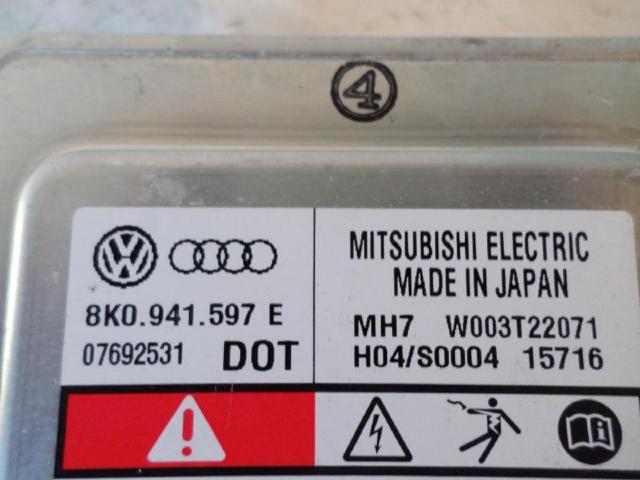 4
8K0.941.597 E
07692531 DOT
MITSUBISHI ELECTRIC
MADE IN JAPAN
MH7 W003T22071
H04/S0004 15716